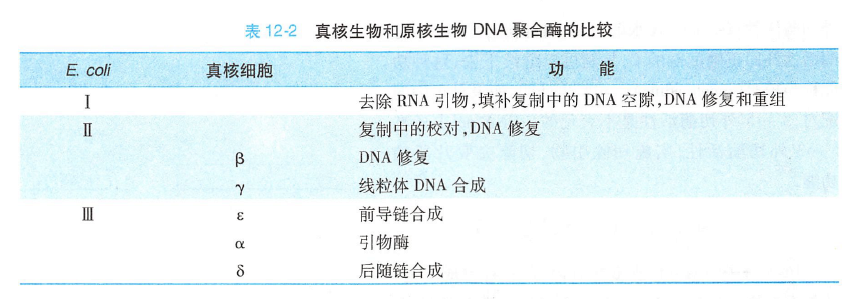 表 12-2 真核生物和原核生物 DNA 聚合酶的比较
E. coli 真核细胞 功 能
Ⅰ 去除 RNA 引物,填补复制中的 DNA 空隙,DNA 修复和重组
Ⅱ 复制中的校对,DNA 修复
β DNA 修复
γ 线粒体 DNA 合成
Ⅲ ε 前导链合成
α 引物酶
δ 后随链合成